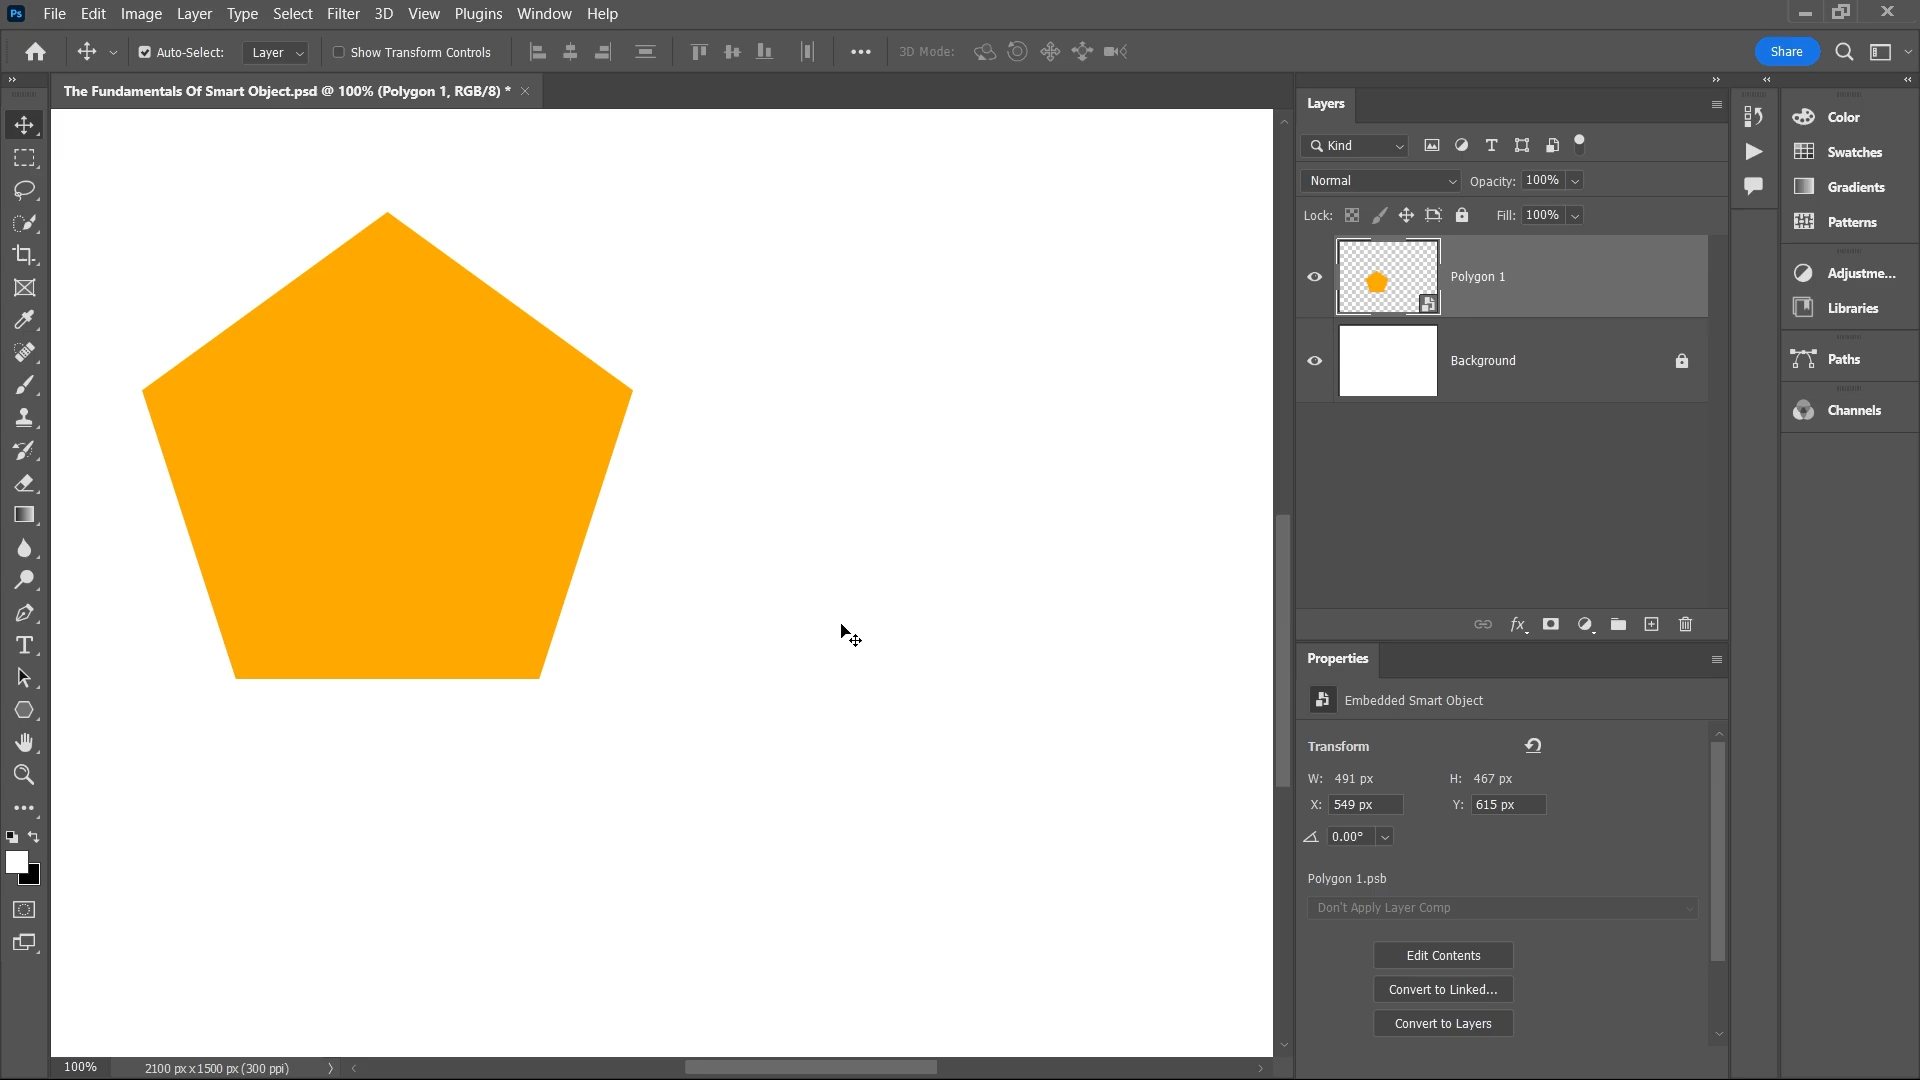 Ps File Edit Image Layer Type Select Filter 3D View Plugins Window Help
Auto-Select: Layer Show Transform Controls 3D Mode: Share
The Fundamentals Of Smart Object.psd @ 100% (Polygon 1, RGB/8) *
Layers
Kind
Normal Opacity: 100%
Lock: Fill: 100%
Polygon 1
Background
fx
Properties
Embedded Smart Object
Transform
W: 491 px H: 467 px
X: 549 px Y: 615 px
0.00°
Polygon 1.psb
Don't Apply Layer Comp
Edit Contents
Convert to Linked...
Convert to Layers
Color
Swatches
Gradients
Patterns
Adjustme...
Libraries
Paths
Channels
100% 2100 px x 1500 px (300 ppi)